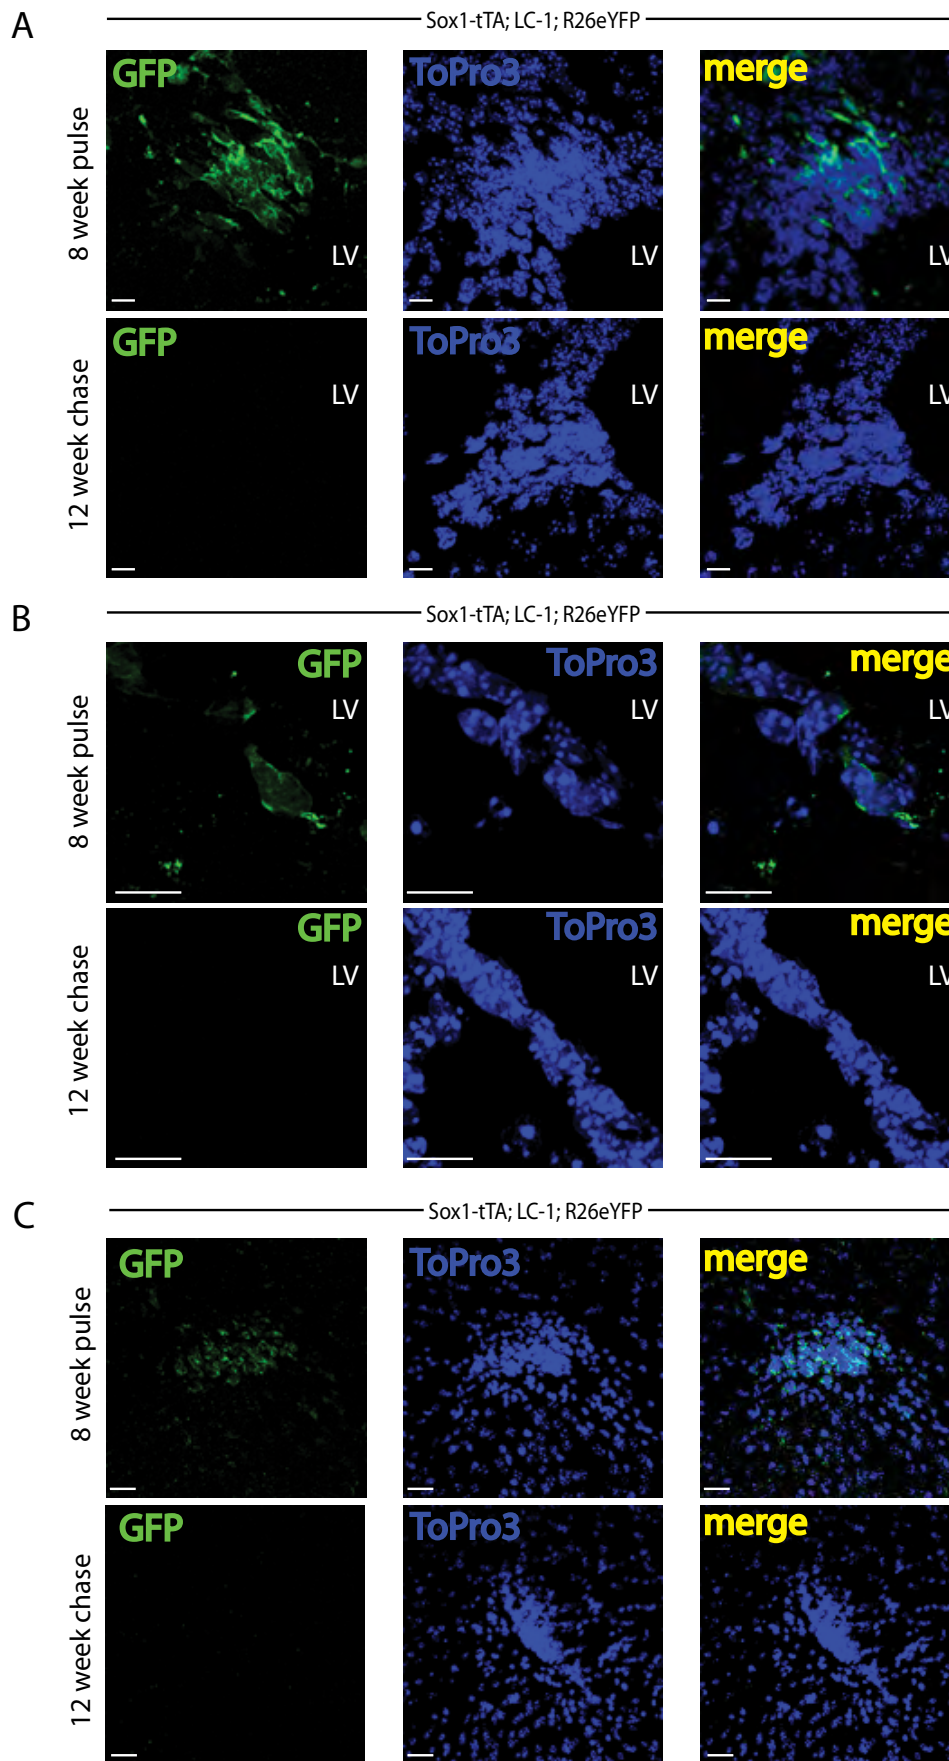 A
Sox1-tTA; LC-1; R26eYFP
8 week pulse
GFP
ToPro3
merge
LV
LV
LV
12 week chase
GFP
ToPro3
merge
LV
LV
LV
B
Sox1-tTA; LC-1; R26eYFP
8 week pulse
GFP
ToPro3
merge
LV
LV
LV
12 week chase
GFP
ToPro3
merge
LV
LV
LV
C
Sox1-tTA; LC-1; R26eYFP
8 week pulse
GFP
ToPro3
merge
12 week chase
GFP
ToPro3
merge